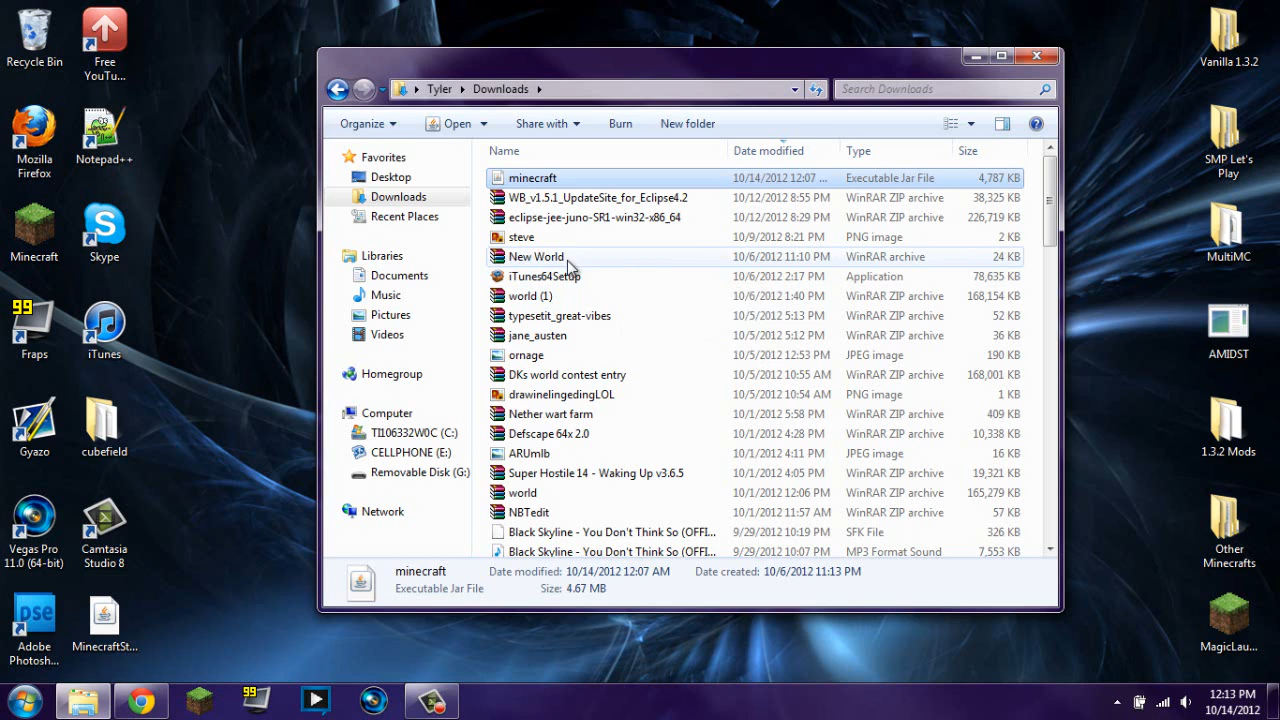 Recycle Bin
Free
YouTu...
Mozilla
Firefox
Notepad++
Minecraft
Skype
99
Fraps
iTunes
Gyazo
cubefield
Vegas Pro
11.0 (64-bit)
Camtasia
Studio 8
pse
Adobe
Photosh...
MinecraftSt...
Tyler
Downloads
Search Downloads
Organize
Open
Share with
Burn
New folder
Favorites
Desktop
Downloads
Recent Places
Libraries
Documents
Music
Pictures
Videos
Homegroup
Computer
TI106332W0C (C:)
CELLPHONE (E:)
Removable Disk (G:)
Network
Name Date modified Type Size
minecraft 10/14/2012 12:07 ... Executable Jar File 4,787 KB
WB_v1.5.1_UpdateSite_for_Eclipse4.2 10/12/2012 8:55 PM WinRAR ZIP archive 38,325 KB
eclipse-jee-juno-SR1-win32-x86_64 10/12/2012 8:29 PM WinRAR ZIP archive 226,719 KB
steve 10/9/2012 8:21 PM PNG image 2 KB
New World 10/6/2012 11:10 PM WinRAR archive 24 KB
iTunes64Setup 10/6/2012 2:17 PM Application 78,635 KB
world (1) 10/6/2012 1:40 PM WinRAR ZIP archive 168,154 KB
typesetit_great-vibes 10/5/2012 5:13 PM WinRAR ZIP archive 52 KB
jane_austen 10/5/2012 5:12 PM WinRAR ZIP archive 36 KB
ornage 10/5/2012 12:53 PM JPEG image 190 KB
DKs world contest entry 10/5/2012 10:55 AM WinRAR ZIP archive 168,001 KB
drawinelingedingLOL 10/5/2012 10:54 AM PNG image 1 KB
Nether wart farm 10/1/2012 5:58 PM WinRAR ZIP archive 409 KB
Defscape 64x 2.0 10/1/2012 4:28 PM WinRAR ZIP archive 10,338 KB
ARUmlb 10/1/2012 4:11 PM JPEG image 16 KB
Super Hostile 14 - Waking Up v3.6.5 10/1/2012 4:05 PM WinRAR ZIP archive 19,321 KB
world 10/1/2012 12:06 PM WinRAR ZIP archive 165,279 KB
NBTedit 10/1/2012 11:57 AM WinRAR ZIP archive 57 KB
Black Skyline - You Don't Think So (OFFI... 9/29/2012 10:19 PM SFK File 326 KB
Black Skyline - You Don't Think So (OFFI... 9/29/2012 10:07 PM MP3 Format Sound 7,553 KB
minecraft Date modified: 10/14/2012 12:07 AM Date created: 10/6/2012 11:13 PM
Executable Jar File Size: 4.67 MB
Vanilla 1.3.2
SMP Let's
Play
MultiMC
AMIDST
1.3.2 Mods
Other
Minecrafts
MagicLau...
99
12:13 PM
10/14/2012